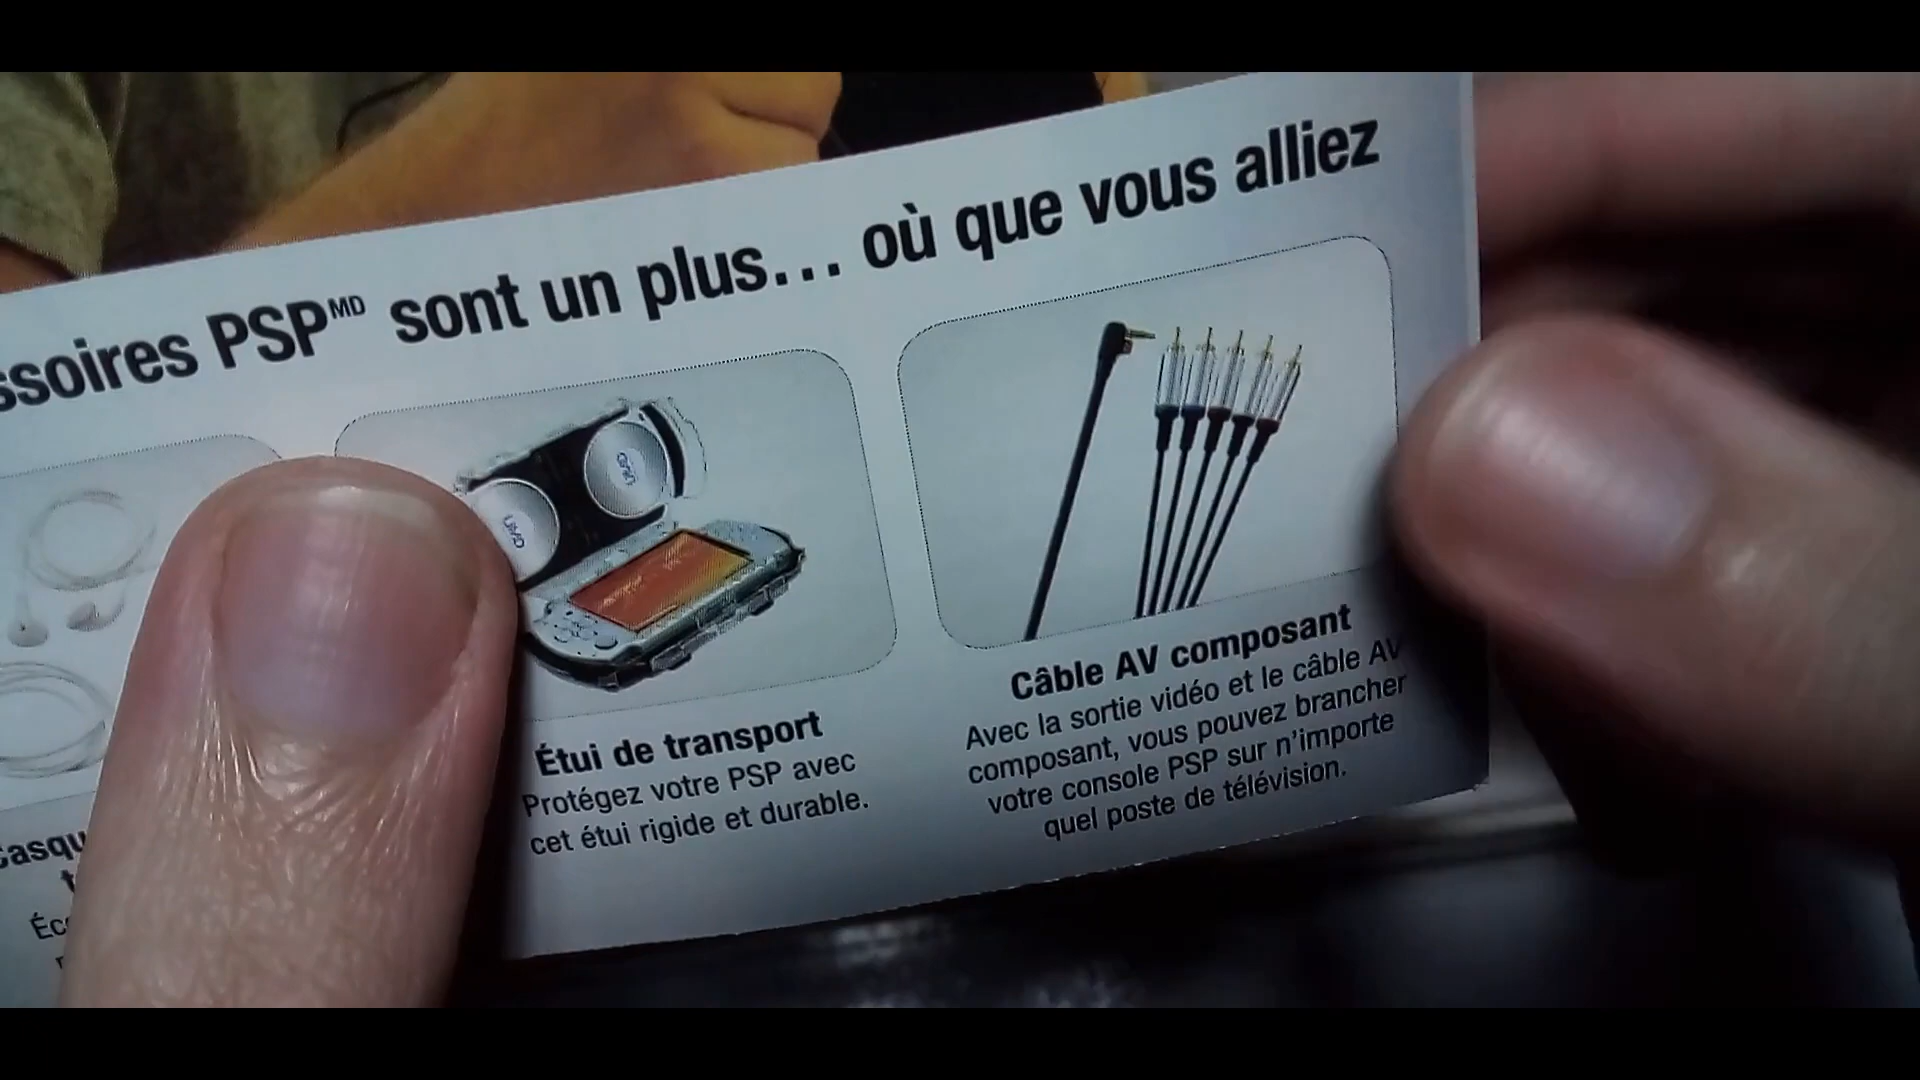 ssoires PSPᴹᴰ sont un plus… où que vous alliez
UMD
UMD
Étui de transport
Protégez votre PSP avec
cet étui rigide et durable.
Câble AV composant
Avec la sortie vidéo et le câble AV
composant, vous pouvez brancher
votre console PSP sur n'importe
quel poste de télévision.